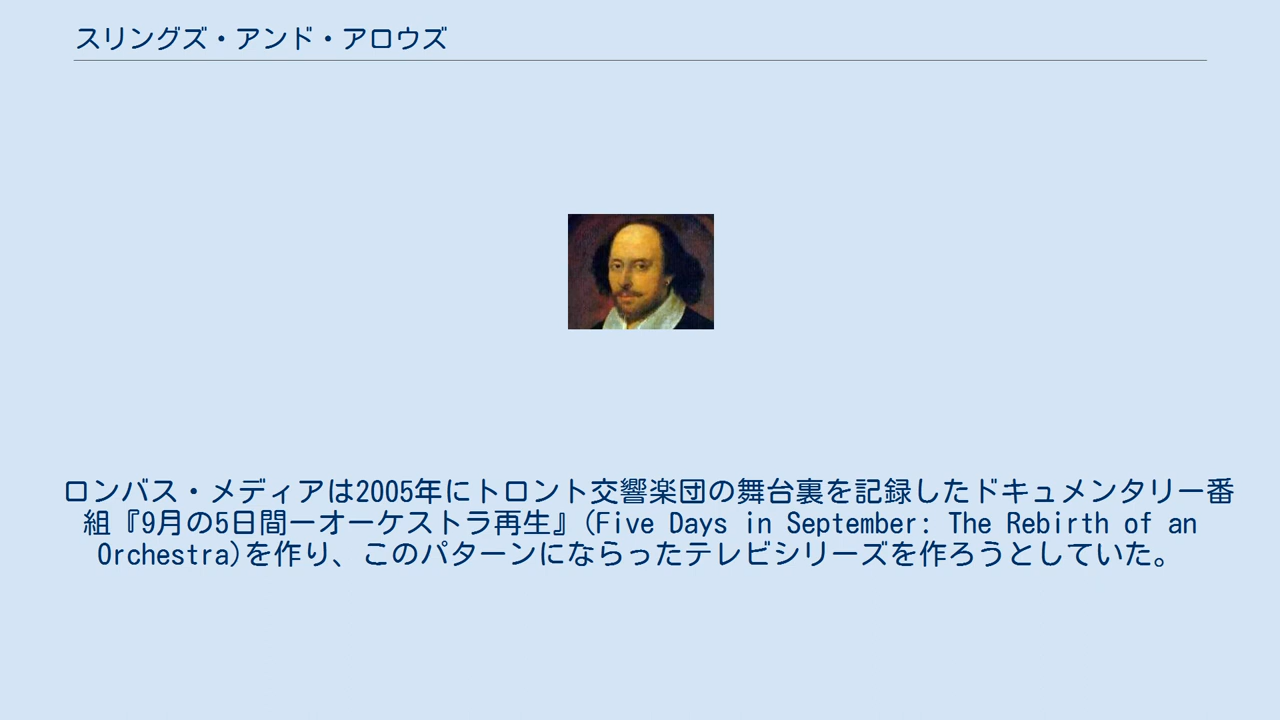 スリングズ・アンド・アロウズ
ロンバス・メディアは2005年にトロント交響楽団の舞台裏を記録したドキュメンタリー番
組『9月の5日間ーオーケストラ再生』(Five Days in September: The Rebirth of an
Orchestra)を作り、このパターンにならったテレビシリーズを作ろうとしていた。